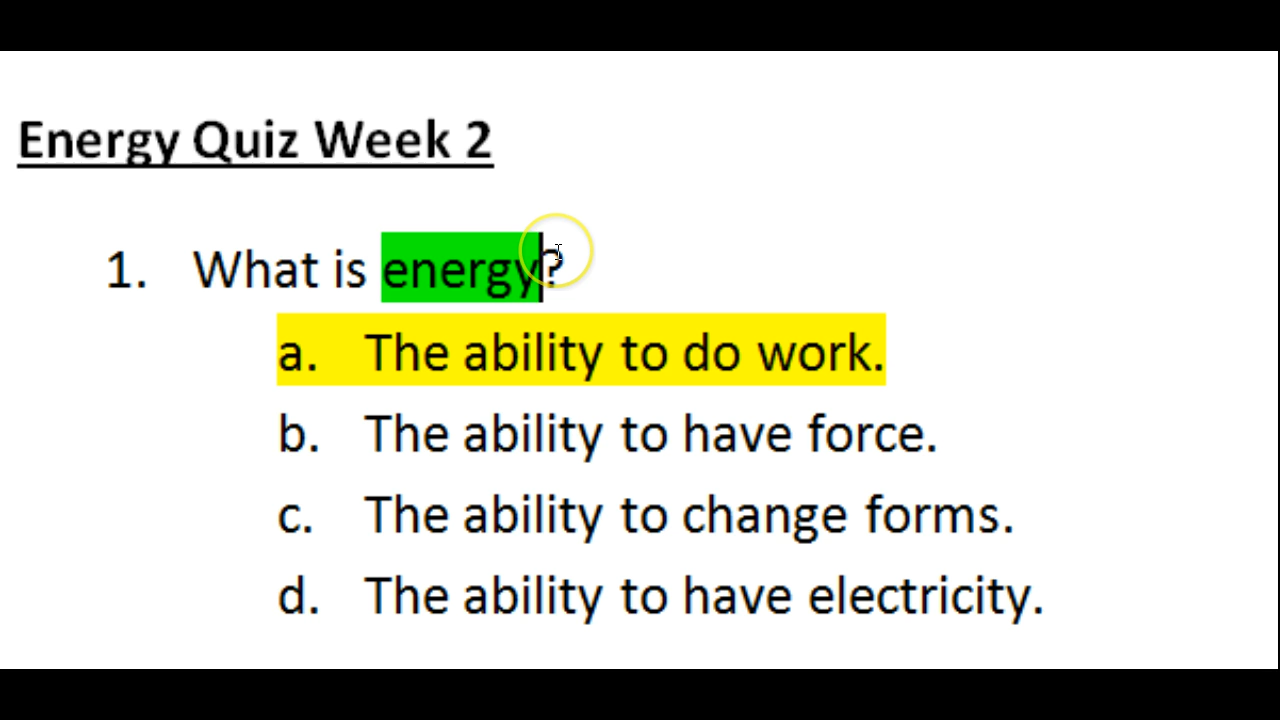 Energy Quiz Week 2
1. What is energy?
a. The ability to do work.
b. The ability to have force.
c. The ability to change forms.
d. The ability to have electricity.